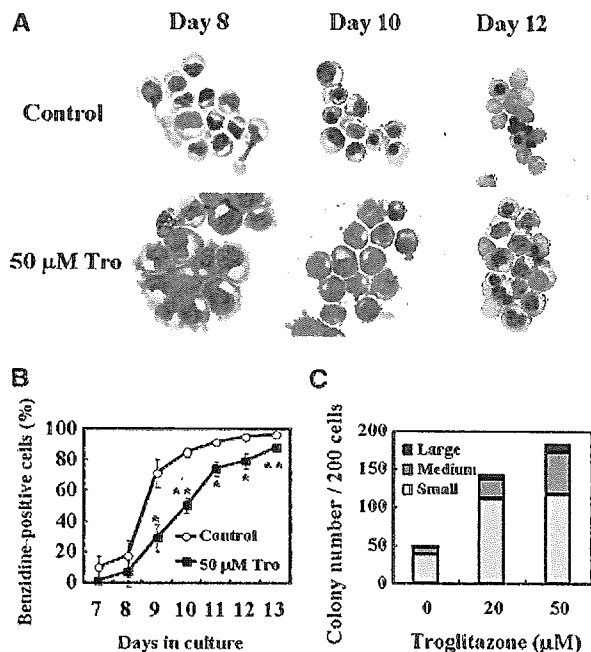 A
Day 8 Day 10 Day 12
Control
50 µM Tro
B
Benzidine-positive cells (%)
100
80
60
40
20
0
* ** * * **
Control
50 µM Tro
7 8 9 10 11 12 13
Days in culture
C
Colony number / 200 cells
200
150
100
50
0
Large
Medium
Small
0 20 50
Troglitazone (µM)